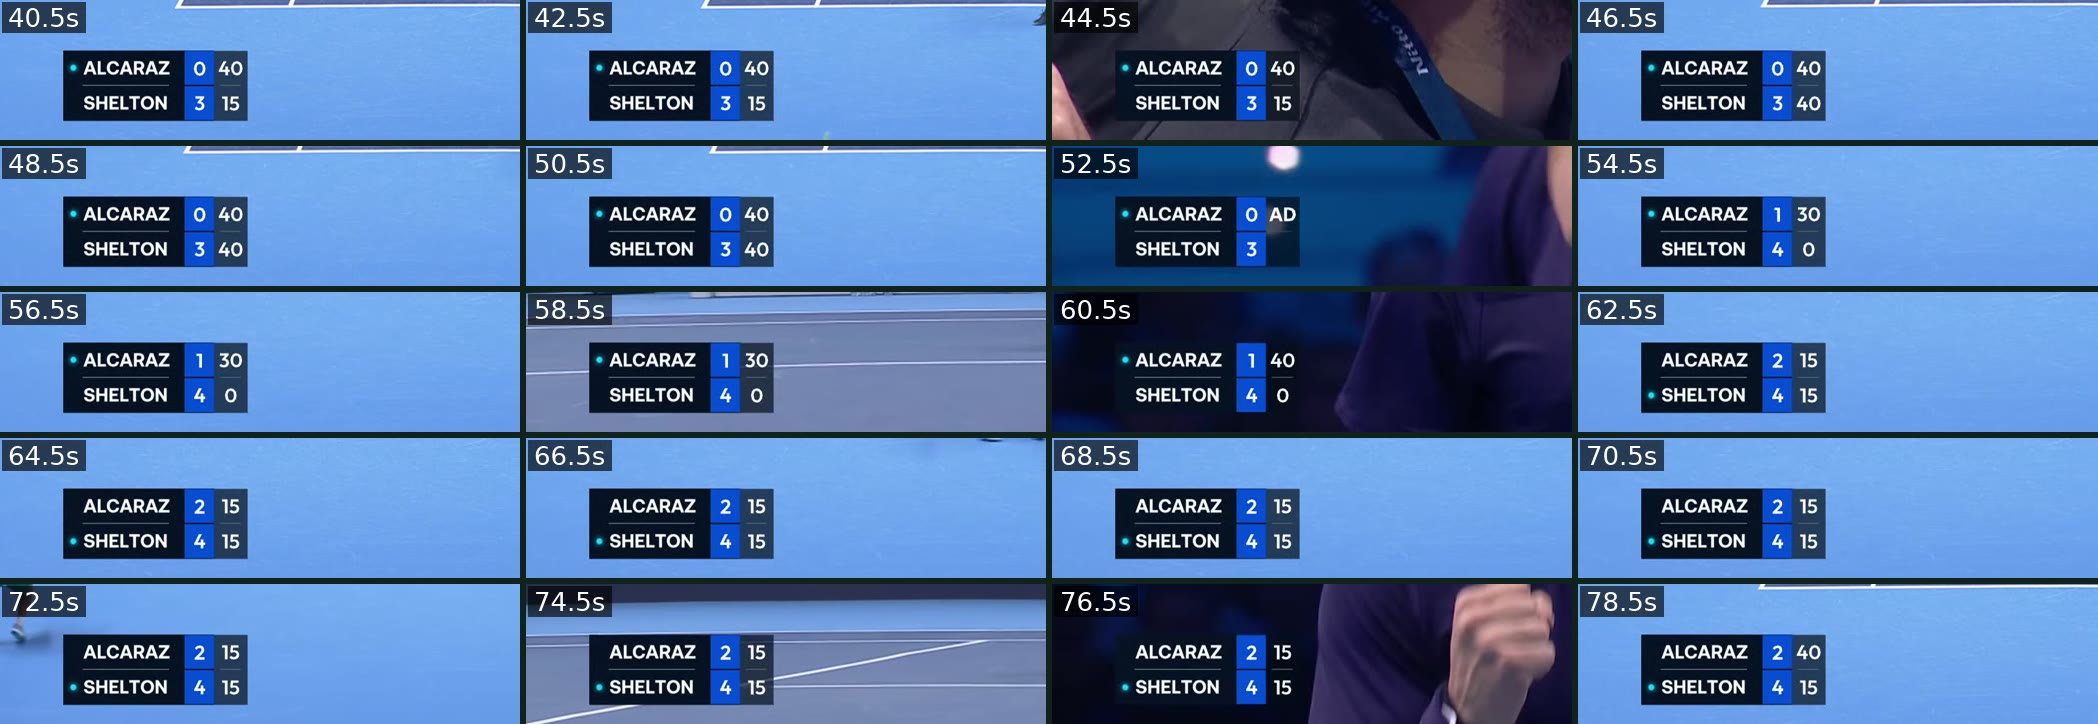 40.5s
ALCARAZ 0 40
SHELTON 3 15
42.5s
ALCARAZ 0 40
SHELTON 3 15
44.5s
Nitto
ALCARAZ 0 40
SHELTON 3 15
46.5s
ALCARAZ 0 40
SHELTON 3 40
48.5s
ALCARAZ 0 40
SHELTON 3 40
50.5s
ALCARAZ 0 40
SHELTON 3 40
52.5s
ALCARAZ 0 AD
SHELTON 3
54.5s
ALCARAZ 1 30
SHELTON 4 0
56.5s
ALCARAZ 1 30
SHELTON 4 0
58.5s
ALCARAZ 1 30
SHELTON 4 0
60.5s
ALCARAZ 1 40
SHELTON 4 0
62.5s
ALCARAZ 2 15
SHELTON 4 15
64.5s
ALCARAZ 2 15
SHELTON 4 15
66.5s
ALCARAZ 2 15
SHELTON 4 15
68.5s
ALCARAZ 2 15
SHELTON 4 15
70.5s
ALCARAZ 2 15
SHELTON 4 15
72.5s
ALCARAZ 2 15
SHELTON 4 15
74.5s
ALCARAZ 2 15
SHELTON 4 15
76.5s
ALCARAZ 2 15
SHELTON 4 15
78.5s
ALCARAZ 2 40
SHELTON 4 15